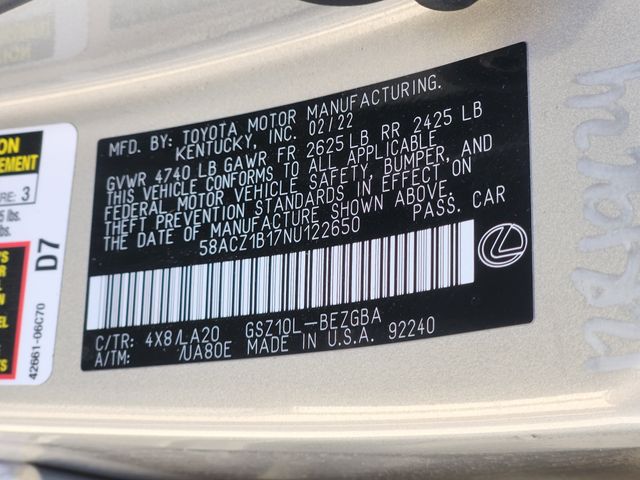 MFD. BY: TOYOTA MOTOR MANUFACTURING.
KENTUCKY, INC. 02/22
GVWR 4740 LB GAWR FR 2625 LB RR 2425 LB
THIS VEHICLE CONFORMS TO ALL APPLICABLE
FEDERAL MOTOR VEHICLE SAFETY, BUMPER, AND
THEFT PREVENTION STANDARDS IN EFFECT ON
THE DATE OF MANUFACTURE SHOWN ABOVE.
58ACZ1B17NU122650 PASS. CAR
C/TR: 4X8/LA20 GSZ10L-BEZGBA
A/TM: /UA80E MADE IN U.S.A. 92240
3
lbs.
D7
42661-06C70